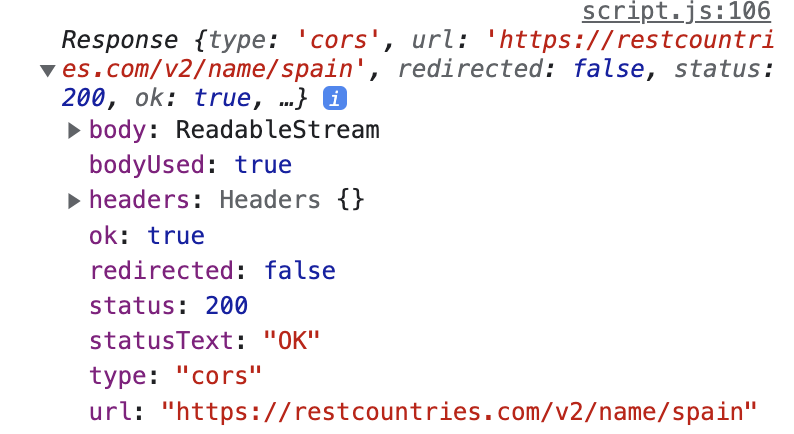 script.js:106
Response {type: 'cors', url: 'https://restcountri
es.com/v2/name/spain', redirected: false, status:
200, ok: true, …} i
body: ReadableStream
bodyUsed: true
headers: Headers {}
ok: true
redirected: false
status: 200
statusText: "OK"
type: "cors"
url: "https://restcountries.com/v2/name/spain"